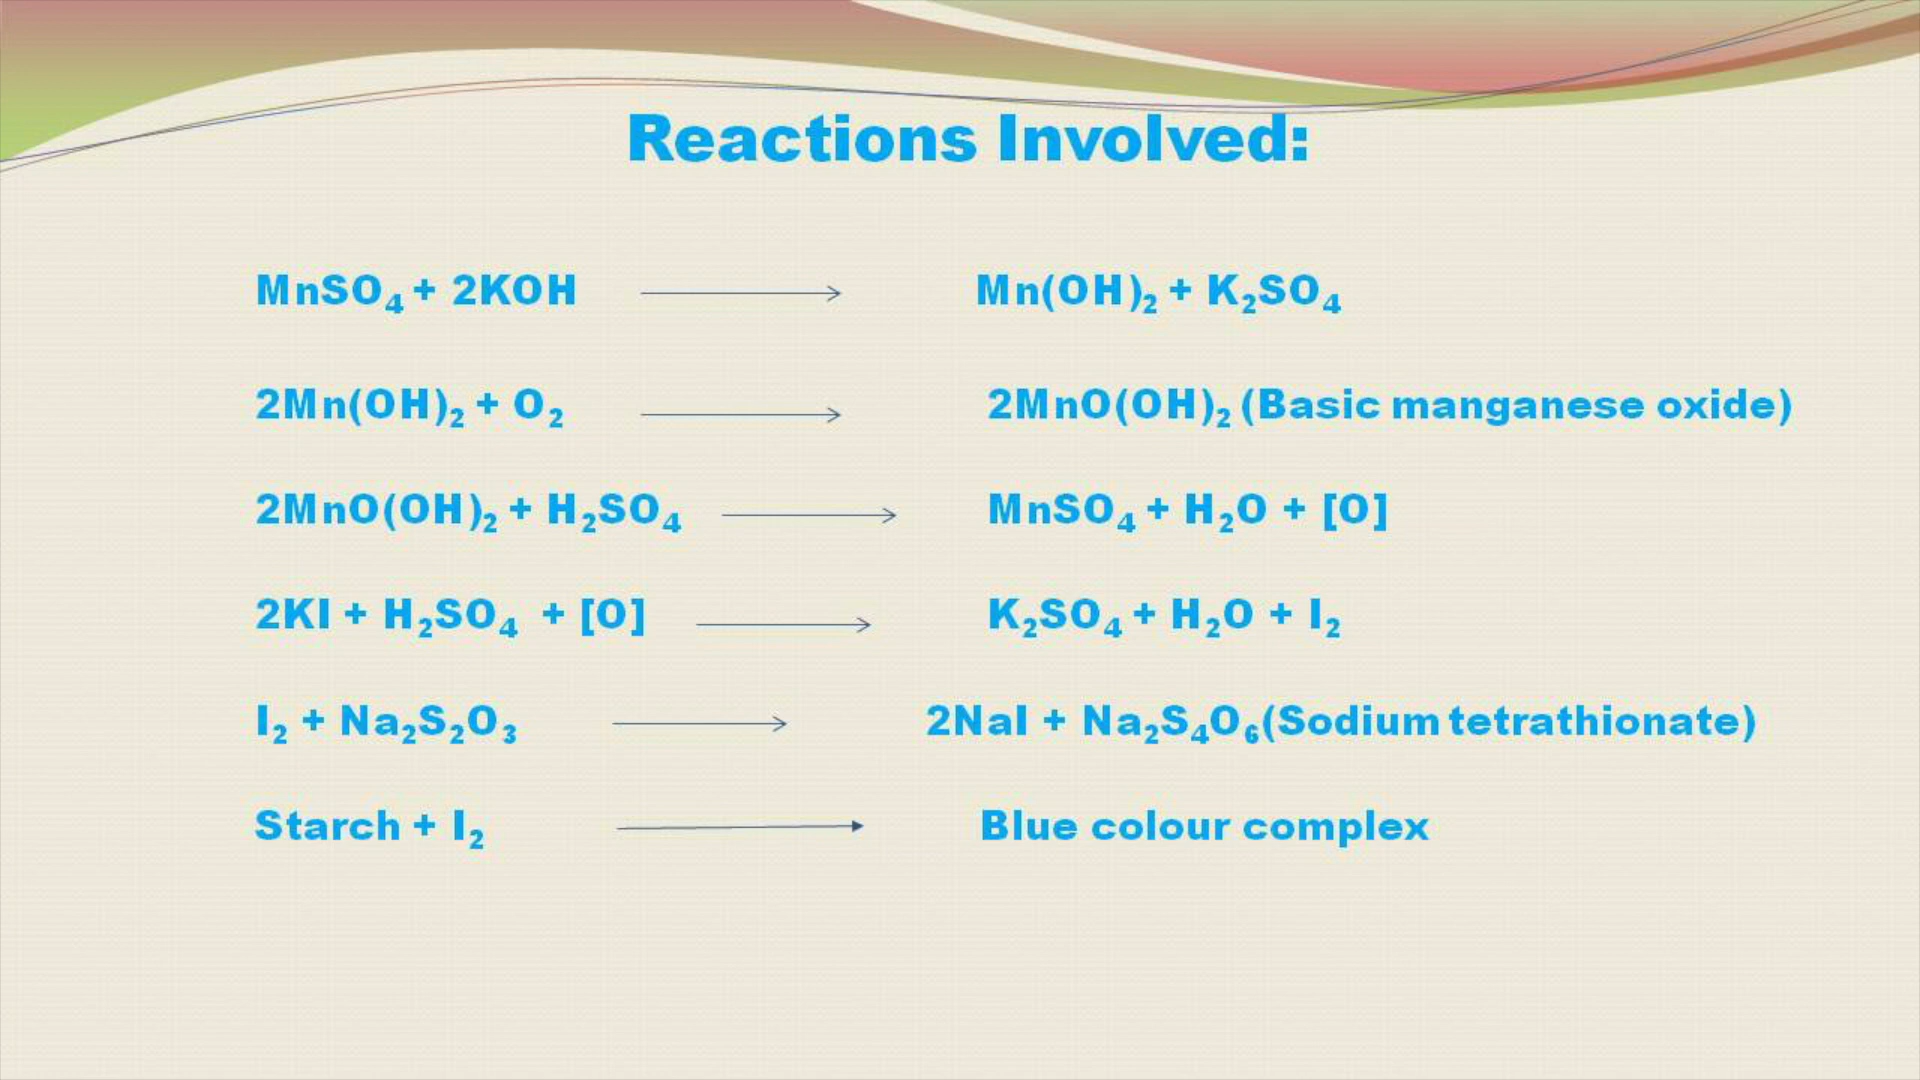 Reactions Involved:
MnSO₄ + 2KOH ⟶ Mn(OH)₂ + K₂SO₄
2Mn(OH)₂ + O₂ ⟶ 2MnO(OH)₂ (Basic manganese oxide)
2MnO(OH)₂ + H₂SO₄ ⟶ MnSO₄ + H₂O + [O]
2KI + H₂SO₄ + [O] ⟶ K₂SO₄ + H₂O + I₂
I₂ + Na₂S₂O₃ ⟶ 2NaI + Na₂S₄O₆(Sodium tetrathionate)
Starch + I₂ ⟶ Blue colour complex